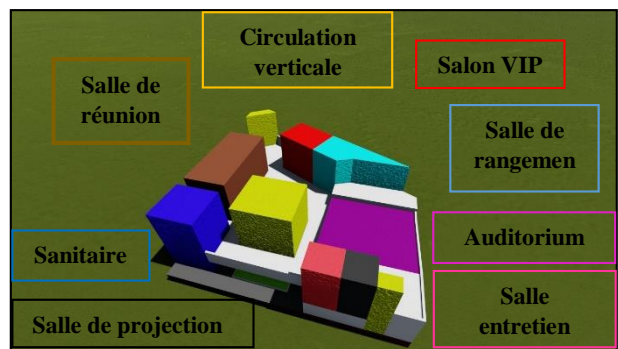 Circulation
verticale
Salon VIP
Salle de
réunion
Salle de
rangemen
Auditorium
Sanitaire
Salle
entretien
Salle de projection